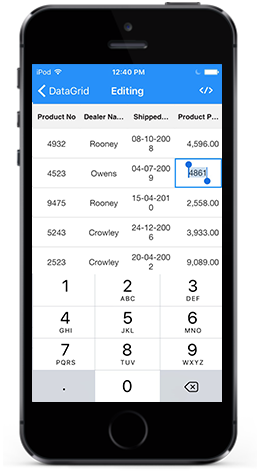 iPod 12:40 PM
DataGrid Editing </>
Product No Dealer Na... Shipped... Product P...
4932 Rooney 08-10-2008 4,596.00
4523 Owens 04-07-2009 4861
9475 Rooney 15-04-2010 2,558.00
5243 Crowley 24-12-2006 3,933.00
2523 Crowley 20-04-2002 9,089.00
1 2 3
ABC DEF
4 5 6
GHI JKL MNO
7 8 9
PQRS TUV WXYZ
. 0